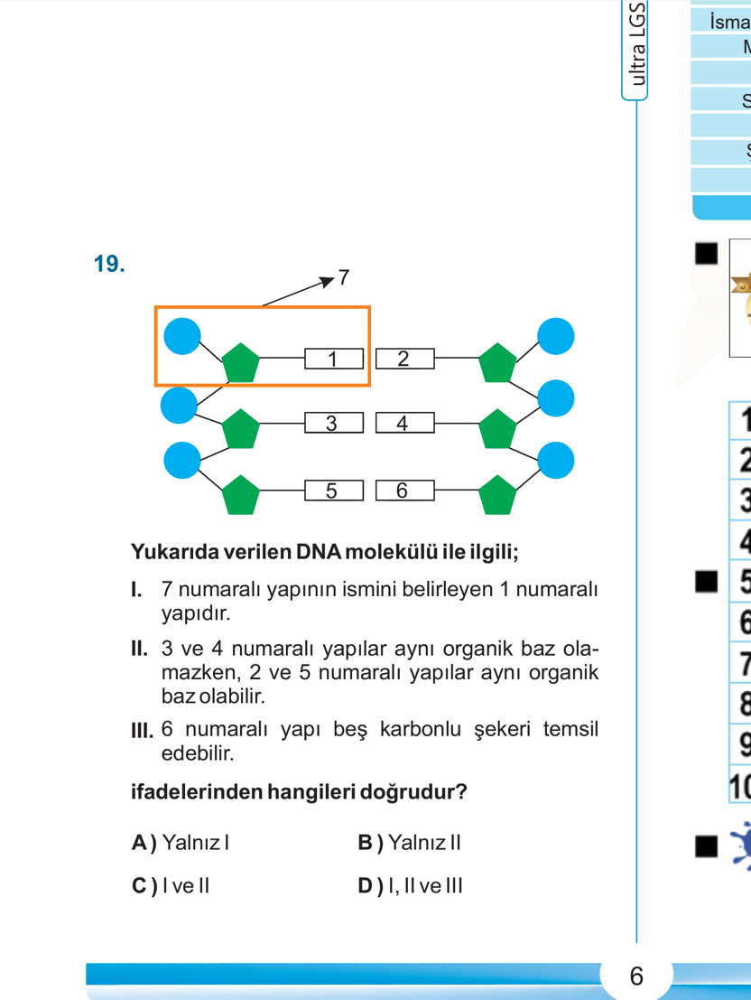 ultra LGS
19.
7
1 2
3 4
5 6
Yukarıda verilen DNA molekülü ile ilgili;
I. 7 numaralı yapının ismini belirleyen 1 numaralı
yapıdır.
II. 3 ve 4 numaralı yapılar aynı organik baz ola-
mazken, 2 ve 5 numaralı yapılar aynı organik
baz olabilir.
III. 6 numaralı yapı beş karbonlu şekeri temsil
edebilir.
ifadelerinden hangileri doğrudur?
A) Yalnız I B) Yalnız II
C) I ve II D) I, II ve III
6
1
2
3
4
5
6
7
8
9
10